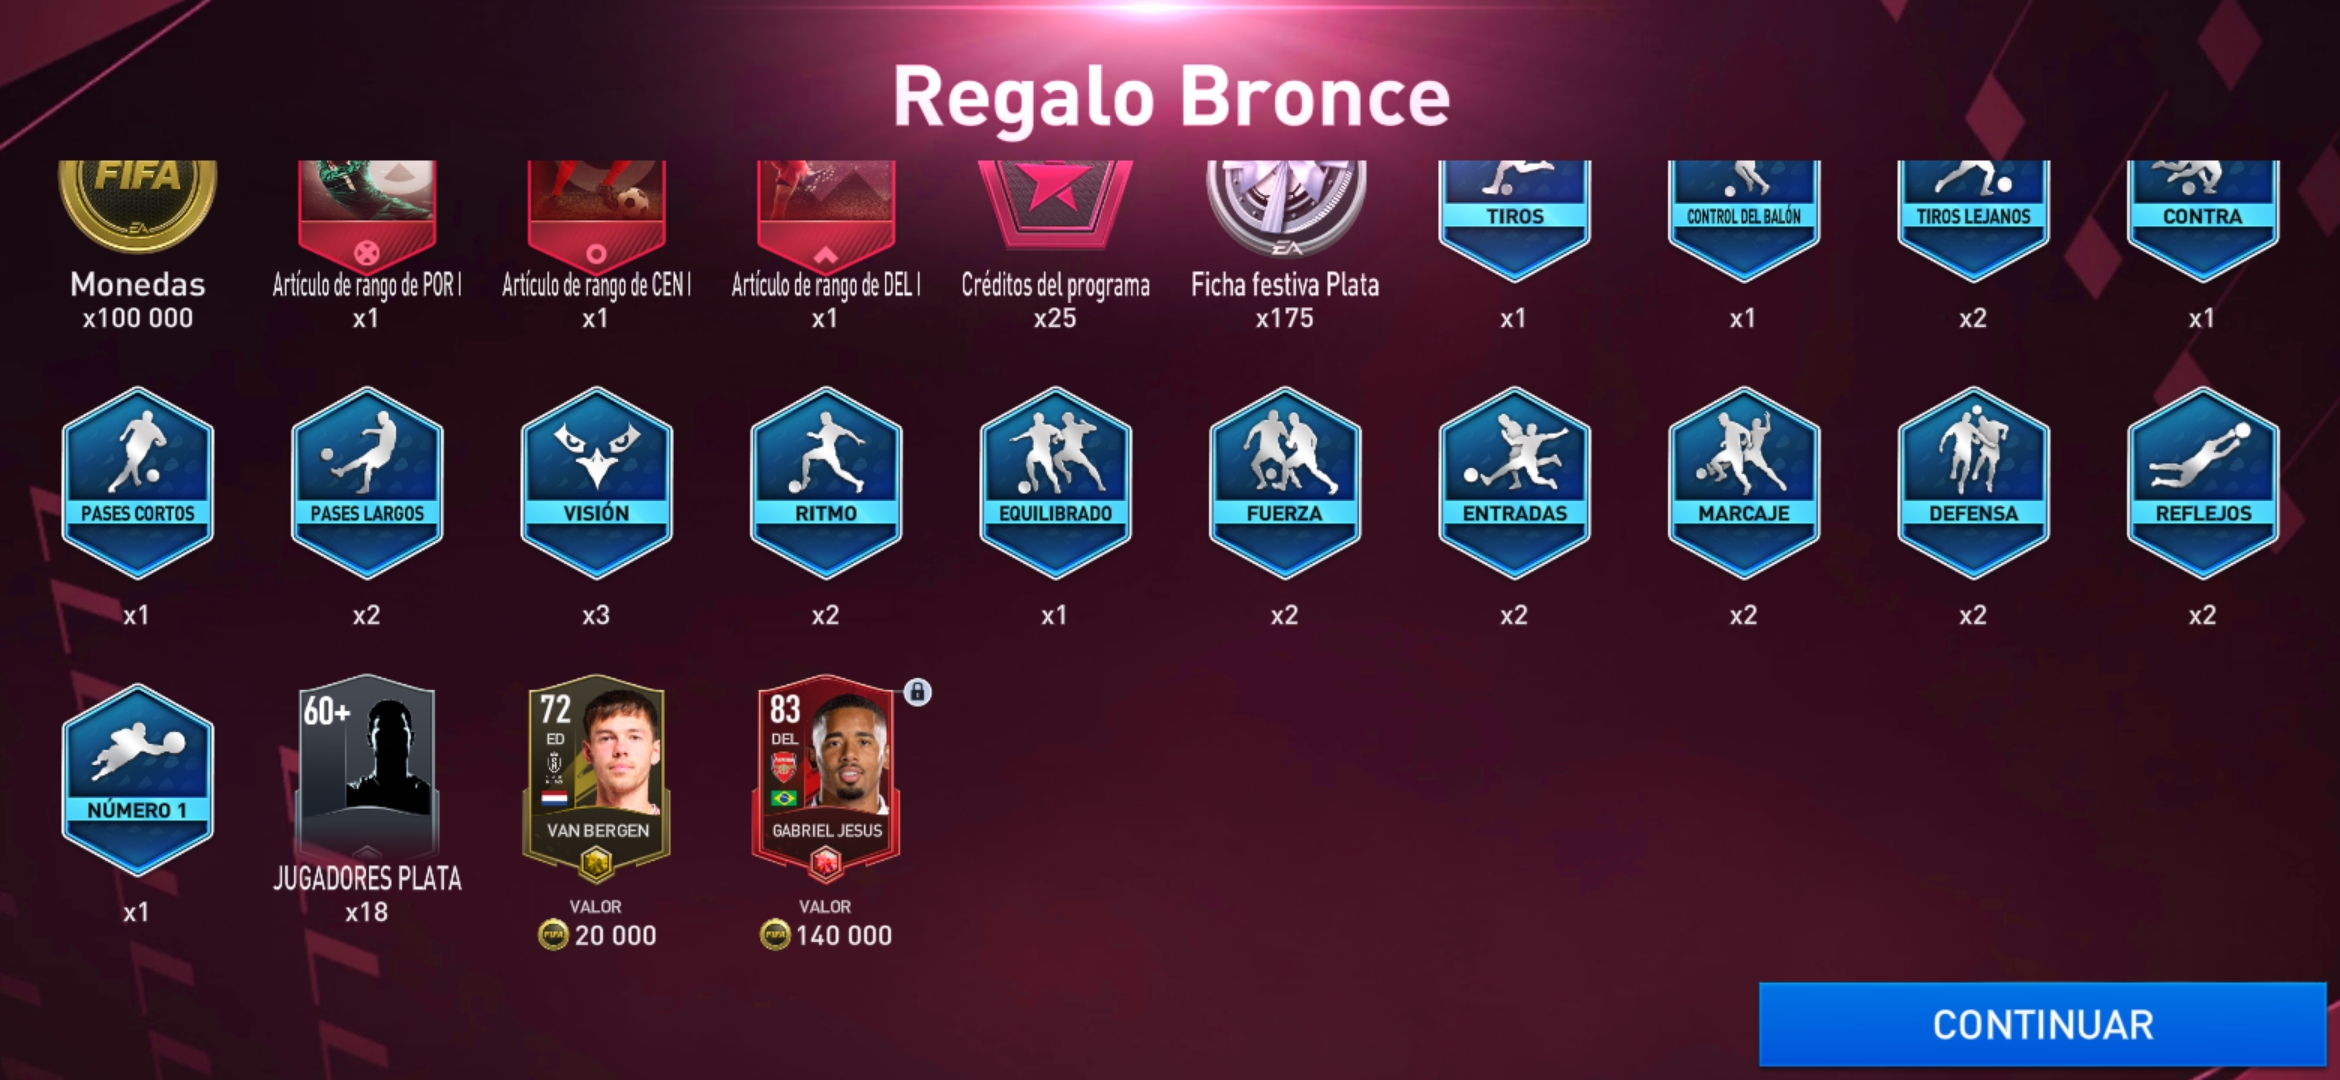 Regalo Bronce
FIFA
EA
EA
TIROS
CONTROL DEL BALÓN
TIROS LEJANOS
CONTRA
Monedas
x100 000
Artículo de rango de POR I
x1
Artículo de rango de CEN I
x1
Artículo de rango de DEL I
x1
Créditos del programa
x25
Ficha festiva Plata
x175
x1
x1
x2
x1
PASES CORTOS
PASES LARGOS
VISIÓN
RITMO
EQUILIBRADO
FUERZA
ENTRADAS
MARCAJE
DEFENSA
REFLEJOS
x1
x2
x3
x2
x1
x2
x2
x2
x2
x2
NÚMERO 1
x1
60+
JUGADORES PLATA
x18
72
ED
VAN BERGEN
VALOR
FIFA 20 000
83
DEL
GABRIEL JESUS
VALOR
FIFA 140 000
CONTINUAR